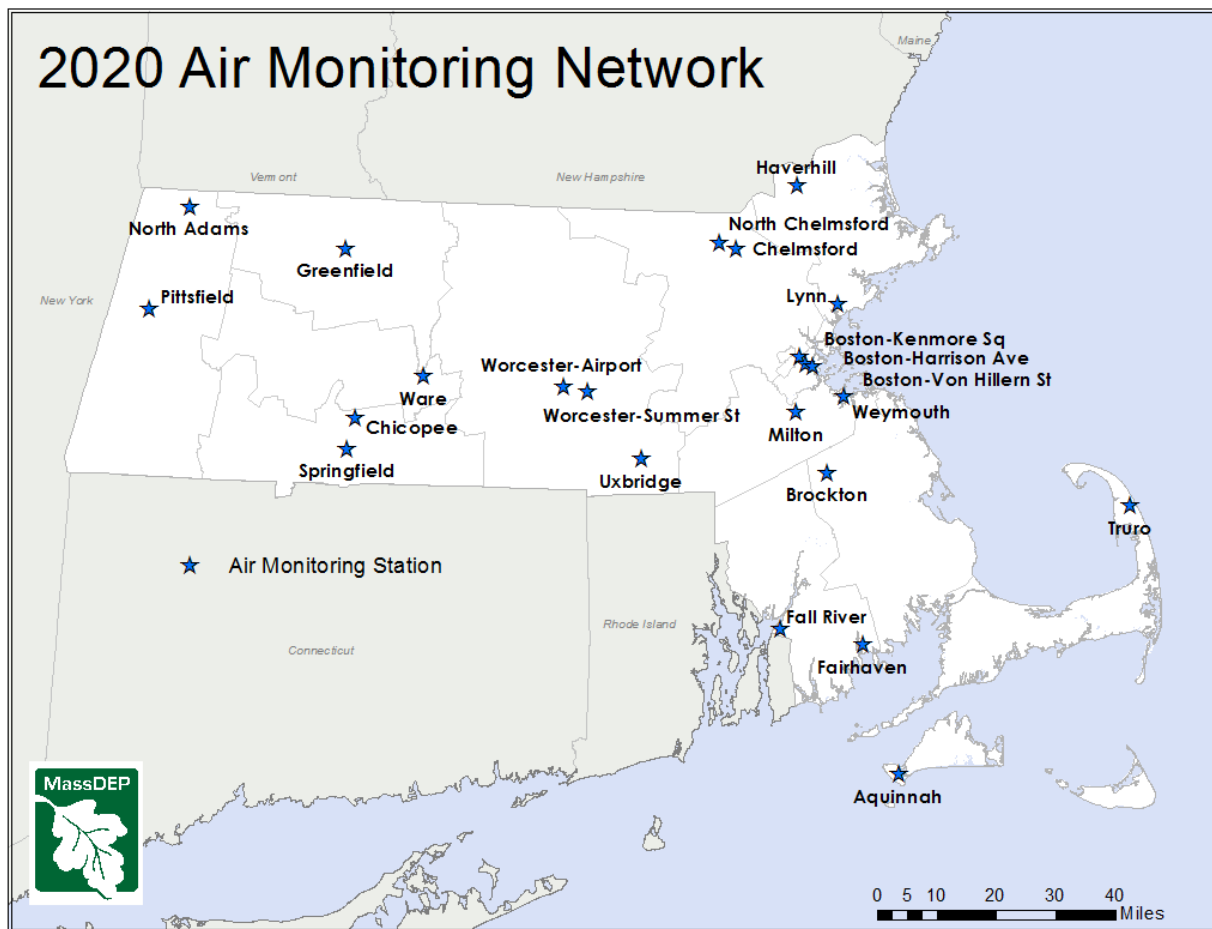 2020 Air Monitoring Network
Maine
Haverhill
Vermont
New Hampshire
North Adams
North Chelmsford
Chelmsford
Greenfield
New York
Pittsfield
Lynn
Boston-Kenmore Sq
Boston-Harrison Ave
Boston-Von Hillern St
Worcester-Airport
Ware
Worcester-Summer St
Weymouth
Chicopee
Milton
Springfield
Uxbridge
Brockton
Truro
Air Monitoring Station
Fall River
Rhode Island
Connecticut
Fairhaven
MassDEP
Aquinnah
0 5 10 20 30 40
Miles